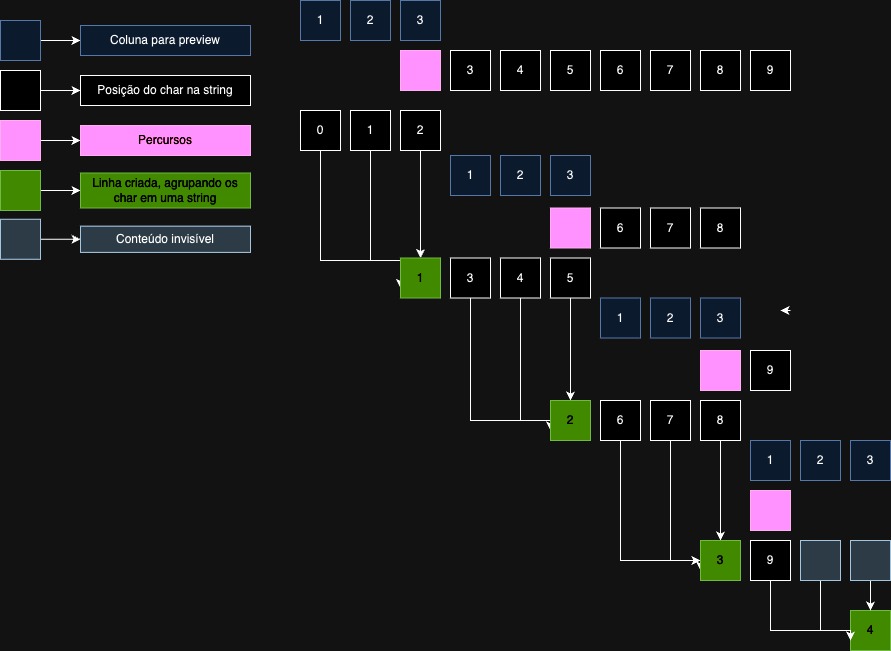 1 2 3
Coluna para preview
3 4 5 6 7 8 9
Posição do char na string
0 1 2
Percursos
1 2 3
Linha criada, agrupando os
char em uma string
6 7 8
Conteúdo invisível
1 3 4 5
1 2 3
9
2 6 7 8
1 2 3
3 9
4